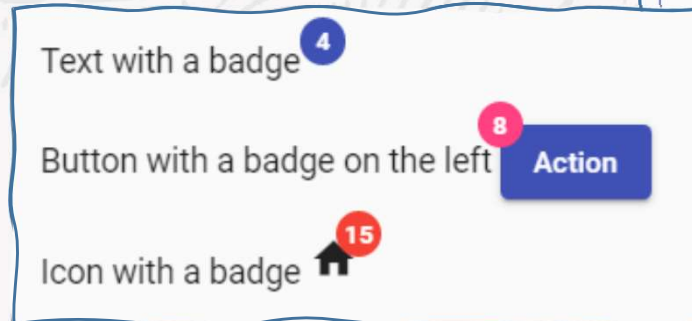 Text with a badge 4
Button with a badge on the left 8 Action
Icon with a badge 15